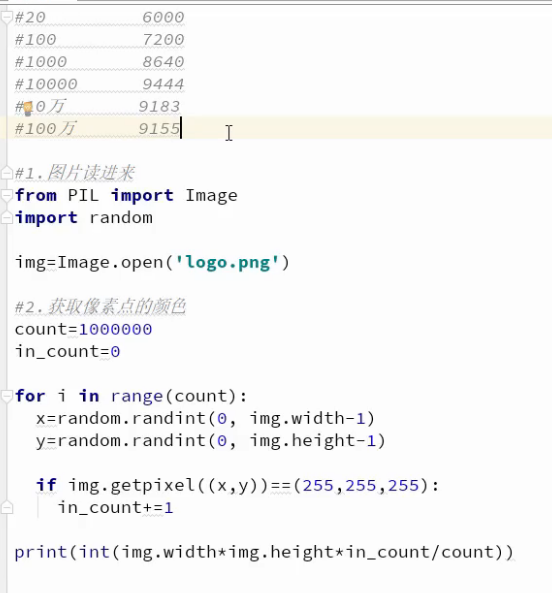 #20 6000
#100 7200
#1000 8640
#10000 9444
#10万 9183
#100万 9155
#1.图片读进来
from PIL import Image
import random
img=Image.open('logo.png')
#2.获取像素点的颜色
count=1000000
in_count=0
for i in range(count):
x=random.randint(0, img.width-1)
y=random.randint(0, img.height-1)
if img.getpixel((x,y))==(255,255,255):
in_count+=1
print(int(img.width*img.height*in_count/count))